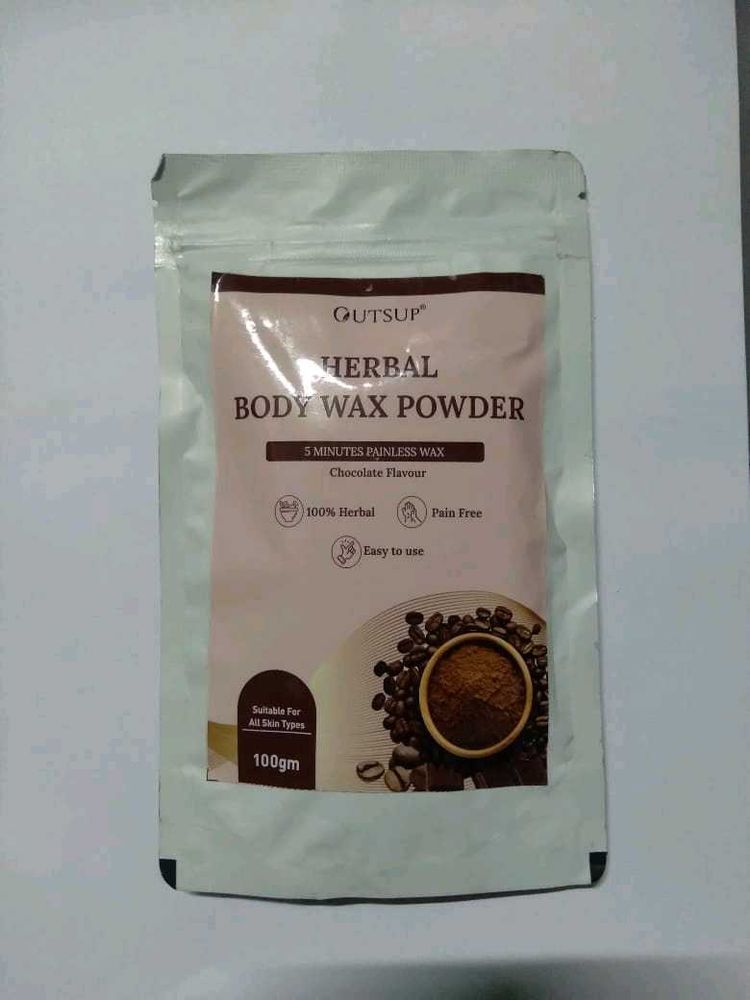 OUTSUP®
HERBAL
BODY WAX POWDER
5 MINUTES PAINLESS WAX
Chocolate Flavour
100% Herbal
Pain Free
Easy to use
Suitable For
All Skin Types
100gm